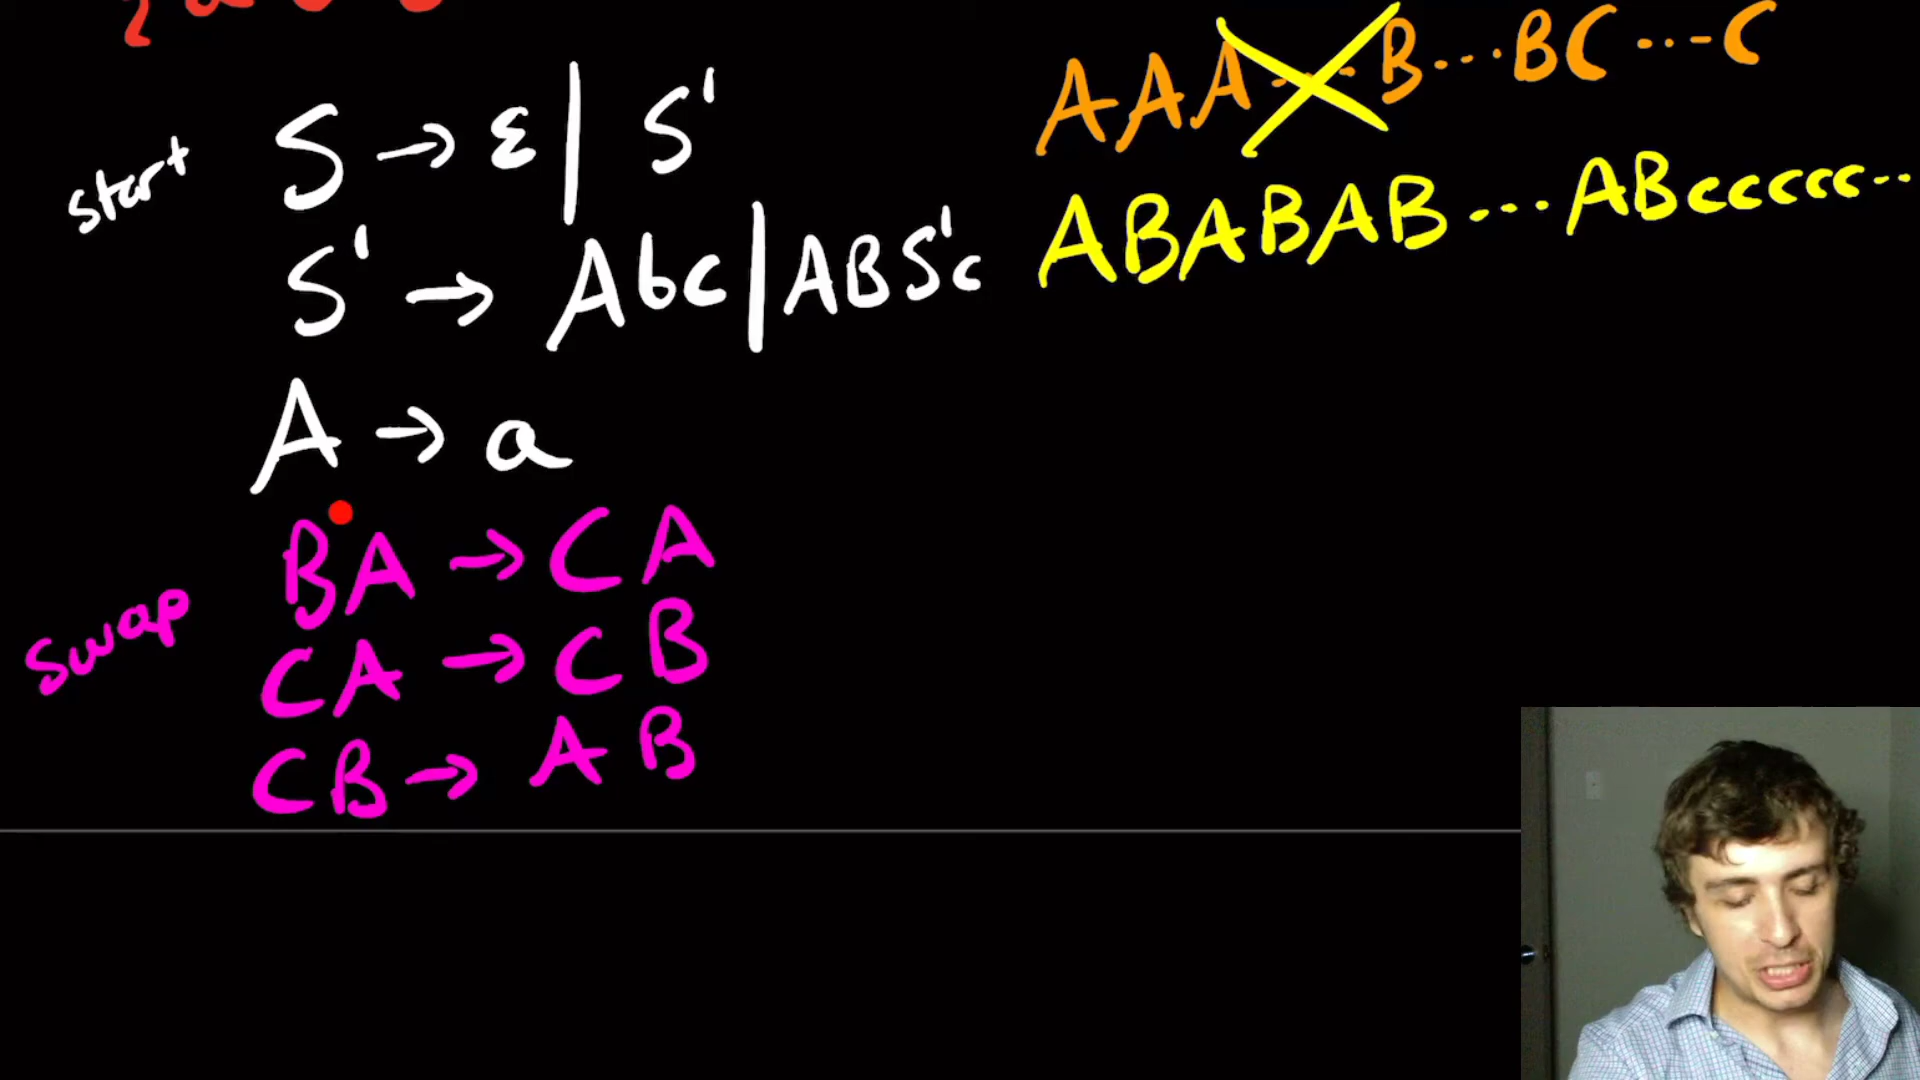 AAA...B...BC...C
start S → ε | S'
ABABAB...ABccccc...
S' → Abc | ABS'c
A → a
BA → CA
swap CA → CB
CB → AB